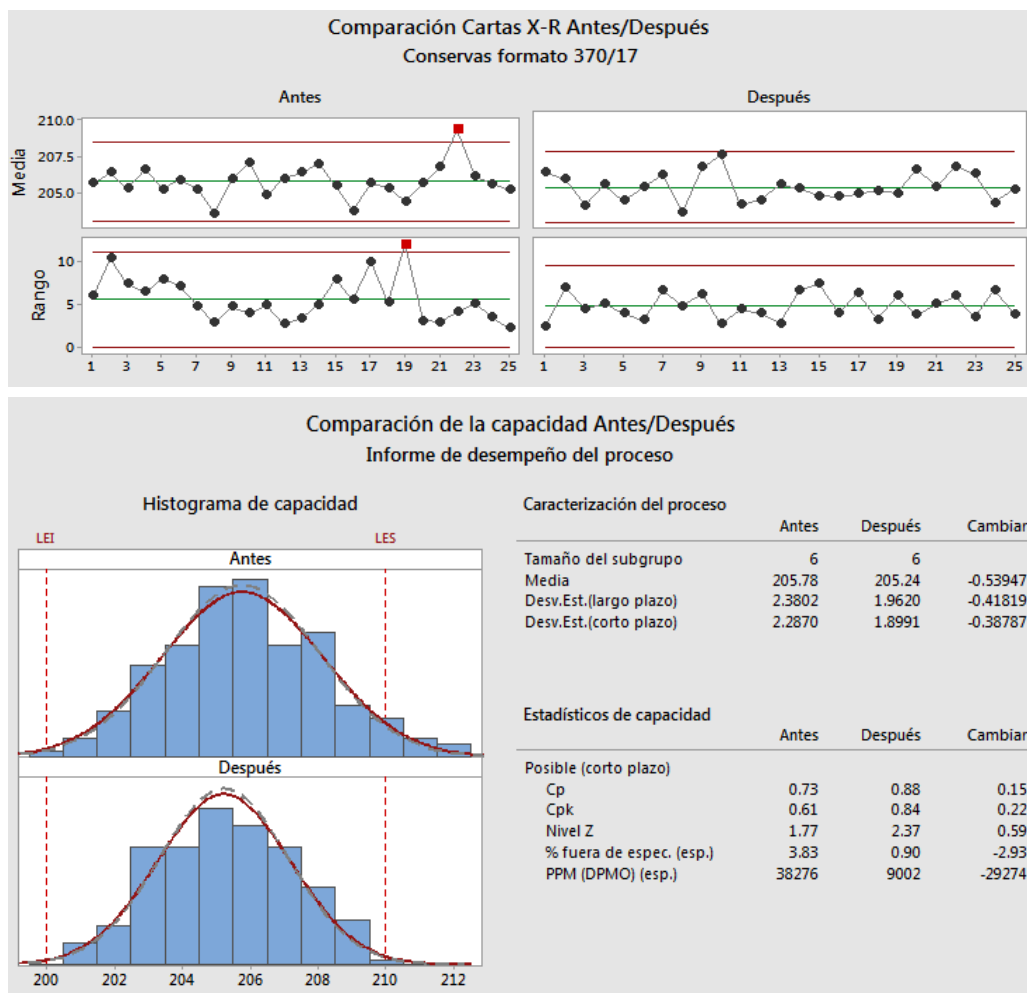 Comparación Cartas X-R Antes/Después
Conservas formato 370/17
Antes Después
210.0
207.5
205.0
Media
10
5
0
Rango
1 3 5 7 9 11 13 15 17 19 21 23 25 1 3 5 7 9 11 13 15 17 19 21 23 25
Comparación de la capacidad Antes/Después
Informe de desempeño del proceso
Histograma de capacidad
LEI LES
Antes
Después
200 202 204 206 208 210 212
Caracterización del proceso
Antes Después Cambiar
Tamaño del subgrupo 6 6
Media 205.78 205.24 -0.53947
Desv.Est.(largo plazo) 2.3802 1.9620 -0.41819
Desv.Est.(corto plazo) 2.2870 1.8991 -0.38787
Estadísticos de capacidad
Antes Después Cambiar
Posible (corto plazo)
Cp 0.73 0.88 0.15
Cpk 0.61 0.84 0.22
Nivel Z 1.77 2.37 0.59
% fuera de espec. (esp.) 3.83 0.90 -2.93
PPM (DPMO) (esp.) 38276 9002 -29274